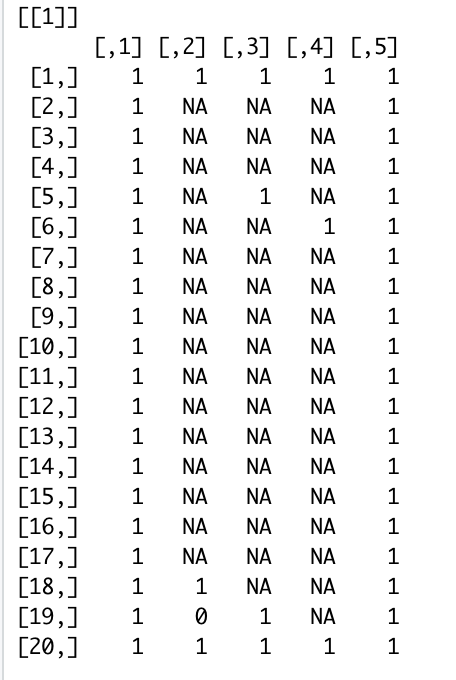 [[1]]
      [,1] [,2] [,3] [,4] [,5]
 [1,]    1    1    1    1    1
 [2,]    1   NA   NA   NA    1
 [3,]    1   NA   NA   NA    1
 [4,]    1   NA   NA   NA    1
 [5,]    1   NA    1   NA    1
 [6,]    1   NA   NA    1    1
 [7,]    1   NA   NA   NA    1
 [8,]    1   NA   NA   NA    1
 [9,]    1   NA   NA   NA    1
[10,]    1   NA   NA   NA    1
[11,]    1   NA   NA   NA    1
[12,]    1   NA   NA   NA    1
[13,]    1   NA   NA   NA    1
[14,]    1   NA   NA   NA    1
[15,]    1   NA   NA   NA    1
[16,]    1   NA   NA   NA    1
[17,]    1   NA   NA   NA    1
[18,]    1    1   NA   NA    1
[19,]    1    0    1   NA    1
[20,]    1    1    1    1    1